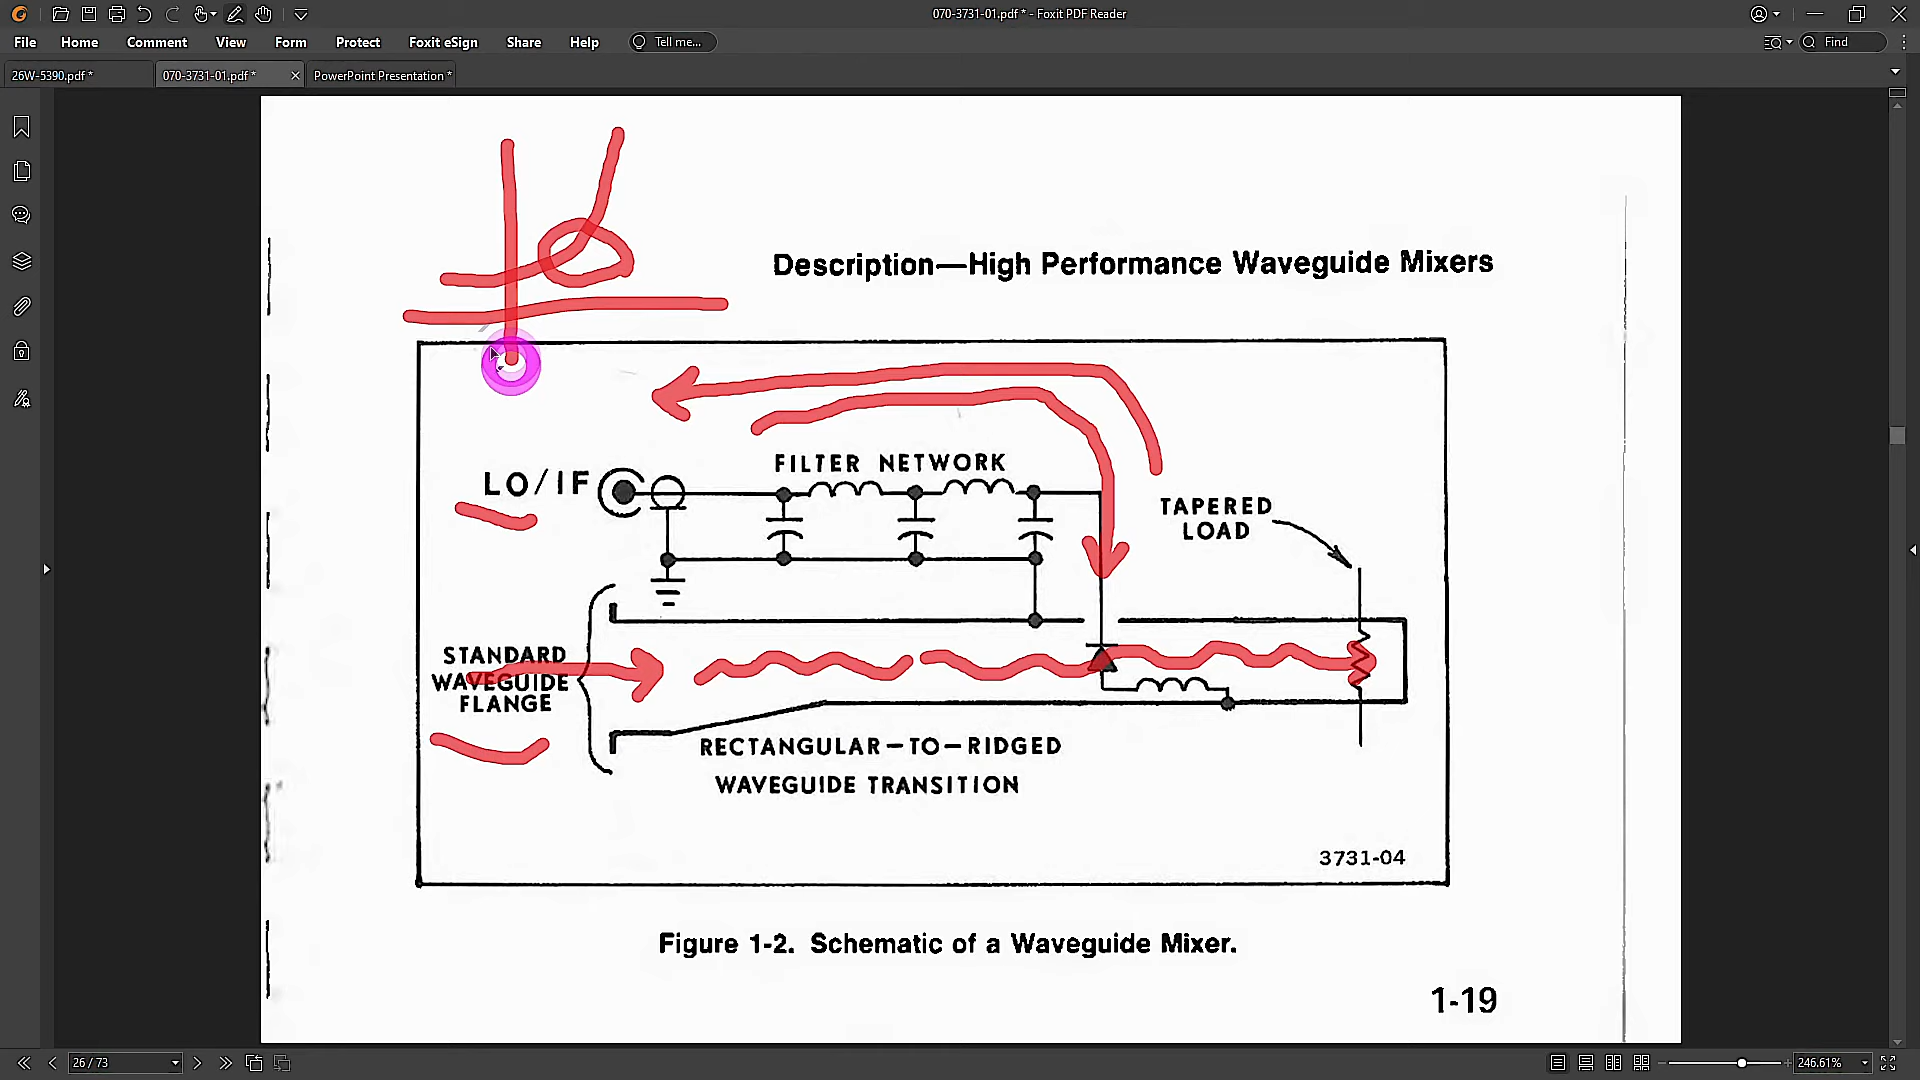 070-3731-01.pdf * - Foxit PDF Reader
File Home Comment View Form Protect Foxit eSign Share Help Tell me... Find
26W-5390.pdf * 070-3731-01.pdf * PowerPoint Presentation *
Description—High Performance Waveguide Mixers
LO/IF
FILTER NETWORK
TAPERED
LOAD
STANDARD
WAVEGUIDE
FLANGE
RECTANGULAR-TO-RIDGED
WAVEGUIDE TRANSITION
3731-04
Figure 1-2. Schematic of a Waveguide Mixer.
1-19
26 / 73 246.61%